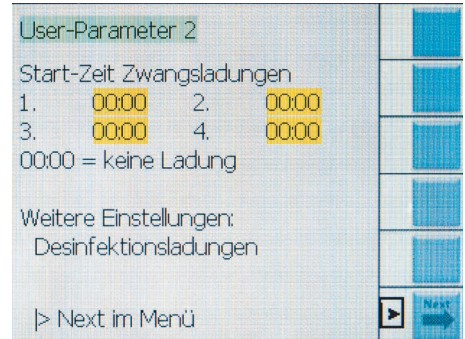 User-Parameter 2
Start-Zeit Zwangsladungen
1. 00:00 2. 00:00
3. 00:00 4. 00:00
00:00 = keine Ladung
Weitere Einstellungen:
Desinfektionsladungen
|> Next im Menü
Next